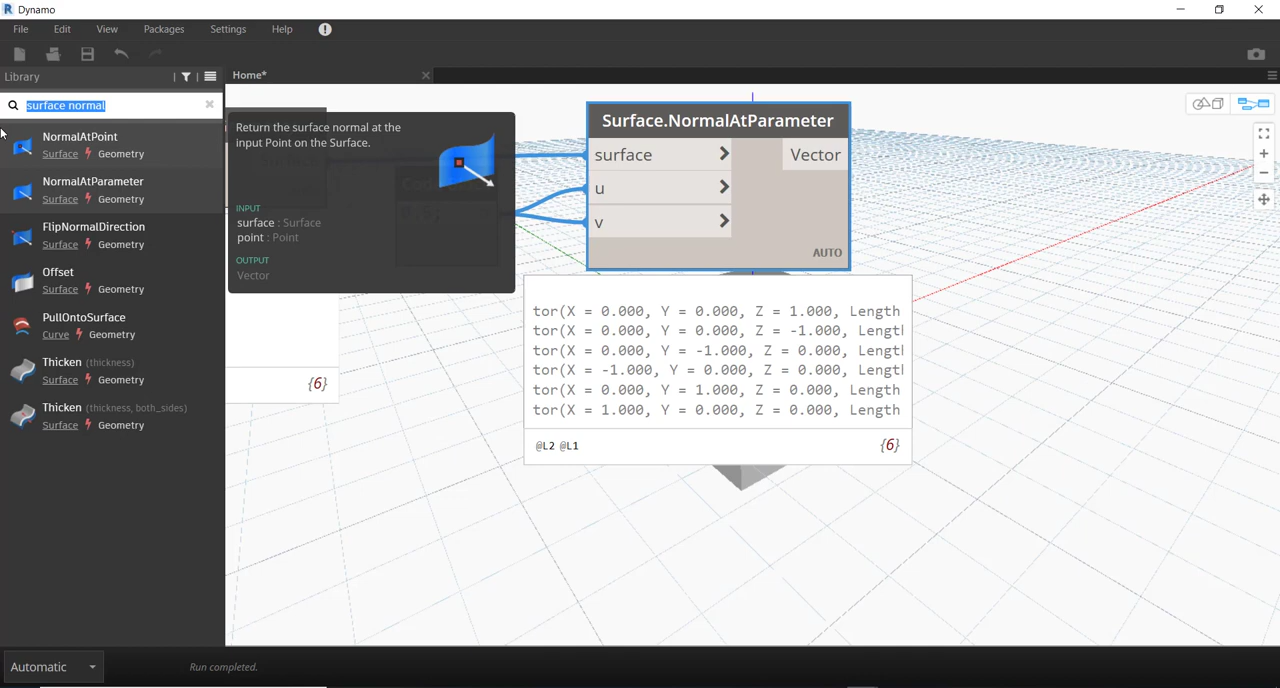 Dynamo
File Edit View Packages Settings Help
Library
Home*
surface normal
NormalAtPoint
Surface Geometry
NormalAtParameter
Surface Geometry
FlipNormalDirection
Surface Geometry
Offset
Surface Geometry
PullOntoSurface
Curve Geometry
Thicken (thickness)
Surface Geometry
Thicken (thickness, both_sides)
Surface Geometry
Return the surface normal at the
input Point on the Surface.
INPUT
surface : Surface
point : Point
OUTPUT
Vector
{6}
Surface.NormalAtParameter
surface > Vector
u >
v >
AUTO
tor(X = 0.000, Y = 0.000, Z = 1.000, Length
tor(X = 0.000, Y = 0.000, Z = -1.000, Lengt
tor(X = 0.000, Y = -1.000, Z = 0.000, Lengt
tor(X = -1.000, Y = 0.000, Z = 0.000, Lengt
tor(X = 0.000, Y = 1.000, Z = 0.000, Length
tor(X = 1.000, Y = 0.000, Z = 0.000, Length
@L2 @L1 {6}
Automatic Run completed.